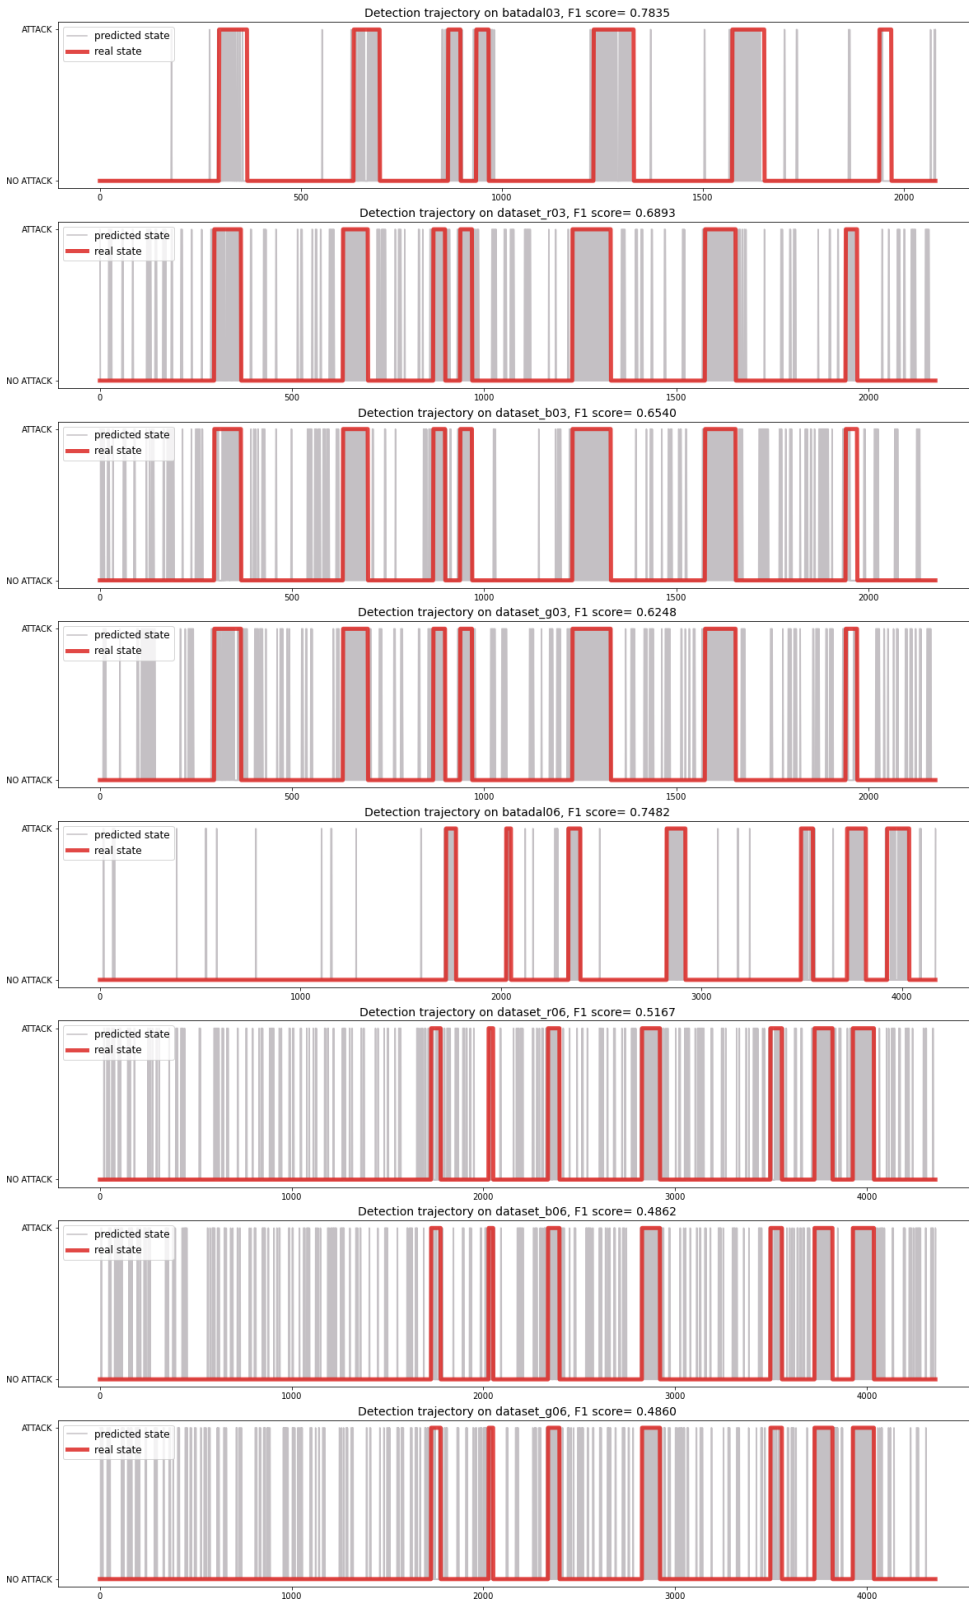 Detection trajectory on batadal03, F1 score= 0.7835
ATTACK
predicted state
real state
NO ATTACK
0 500 1000 1500 2000
Detection trajectory on dataset_r03, F1 score= 0.6893
ATTACK
predicted state
real state
NO ATTACK
0 500 1000 1500 2000
Detection trajectory on dataset_b03, F1 score= 0.6540
ATTACK
predicted state
real state
NO ATTACK
0 500 1000 1500 2000
Detection trajectory on dataset_g03, F1 score= 0.6248
ATTACK
predicted state
real state
NO ATTACK
0 500 1000 1500 2000
Detection trajectory on batadal06, F1 score= 0.7482
ATTACK
predicted state
real state
NO ATTACK
0 1000 2000 3000 4000
Detection trajectory on dataset_r06, F1 score= 0.5167
ATTACK
predicted state
real state
NO ATTACK
0 1000 2000 3000 4000
Detection trajectory on dataset_b06, F1 score= 0.4862
ATTACK
predicted state
real state
NO ATTACK
0 1000 2000 3000 4000
Detection trajectory on dataset_g06, F1 score= 0.4860
ATTACK
predicted state
real state
NO ATTACK
0 1000 2000 3000 4000